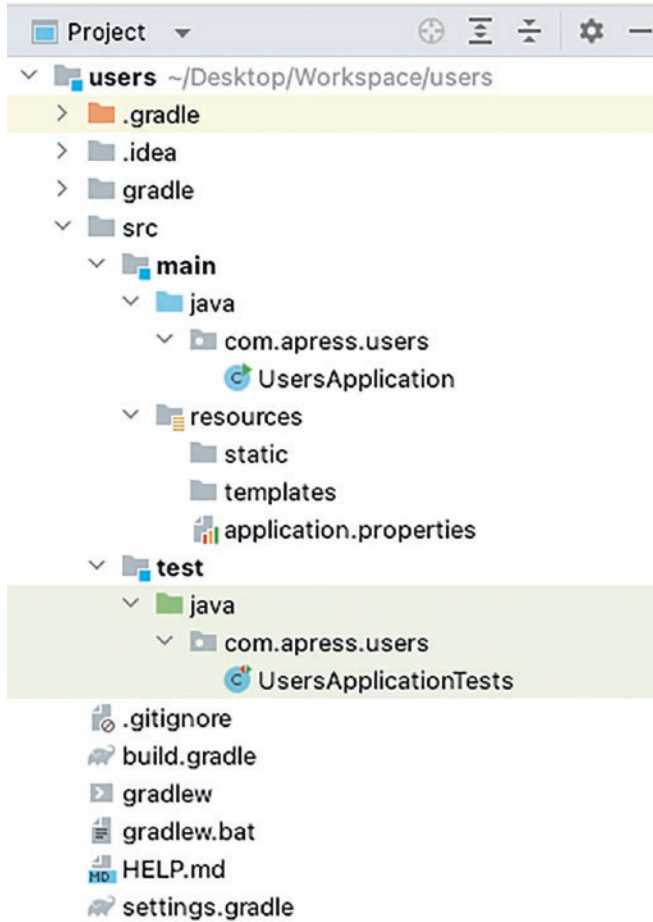 Project
users ~/Desktop/Workspace/users
.gradle
.idea
gradle
src
main
java
com.apress.users
UsersApplication
resources
static
templates
application.properties
test
java
com.apress.users
UsersApplicationTests
.gitignore
build.gradle
gradlew
gradlew.bat
HELP.md
settings.gradle